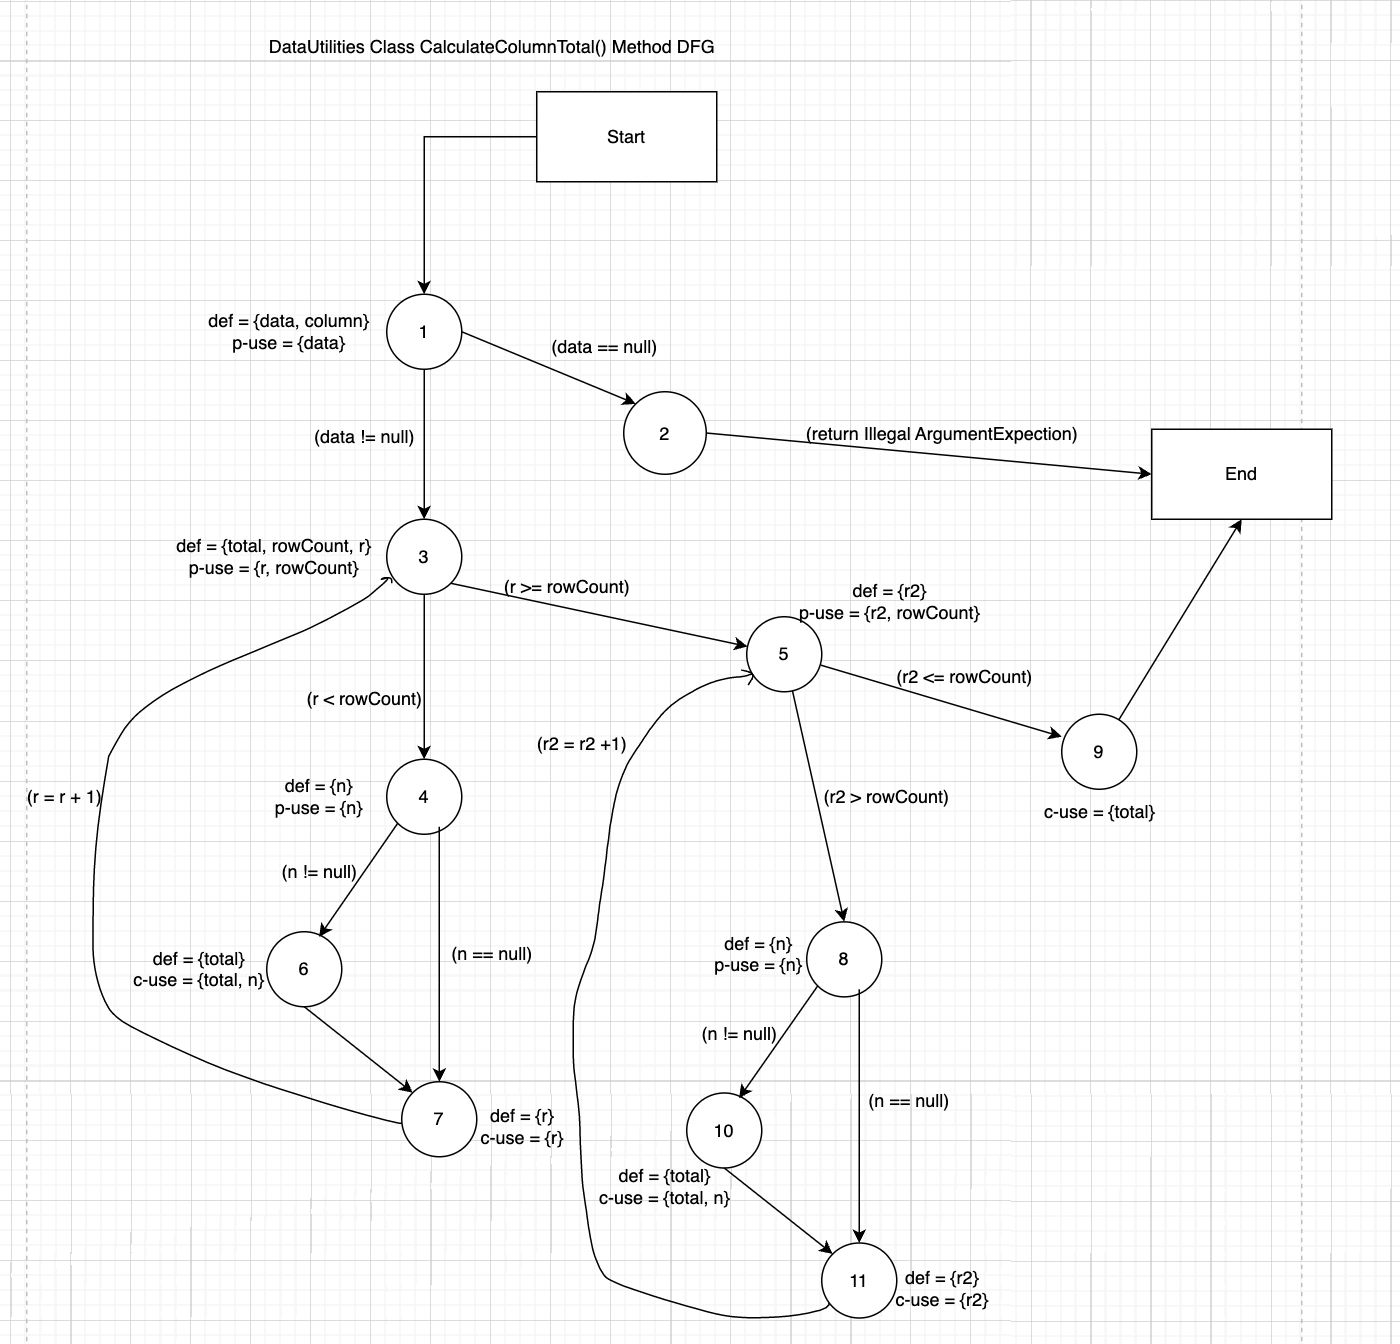 DataUtilities Class CalculateColumnTotal() Method DFG
Start
def = {data, column}
p-use = {data}
1
(data == null)
(data != null)
2
(return Illegal ArgumentExpection)
End
def = {total, rowCount, r}
p-use = {r, rowCount}
3
(r >= rowCount)
def = {r2}
p-use = {r2, rowCount}
5
(r2 <= rowCount)
(r < rowCount)
(r2 = r2 +1)
9
c-use = {total}
(r = r + 1)
def = {n}
p-use = {n}
4
(r2 > rowCount)
(n != null)
(n == null)
def = {total}
c-use = {total, n}
6
def = {n}
p-use = {n}
8
(n != null)
(n == null)
7
def = {r}
c-use = {r}
10
def = {total}
c-use = {total, n}
11
def = {r2}
c-use = {r2}